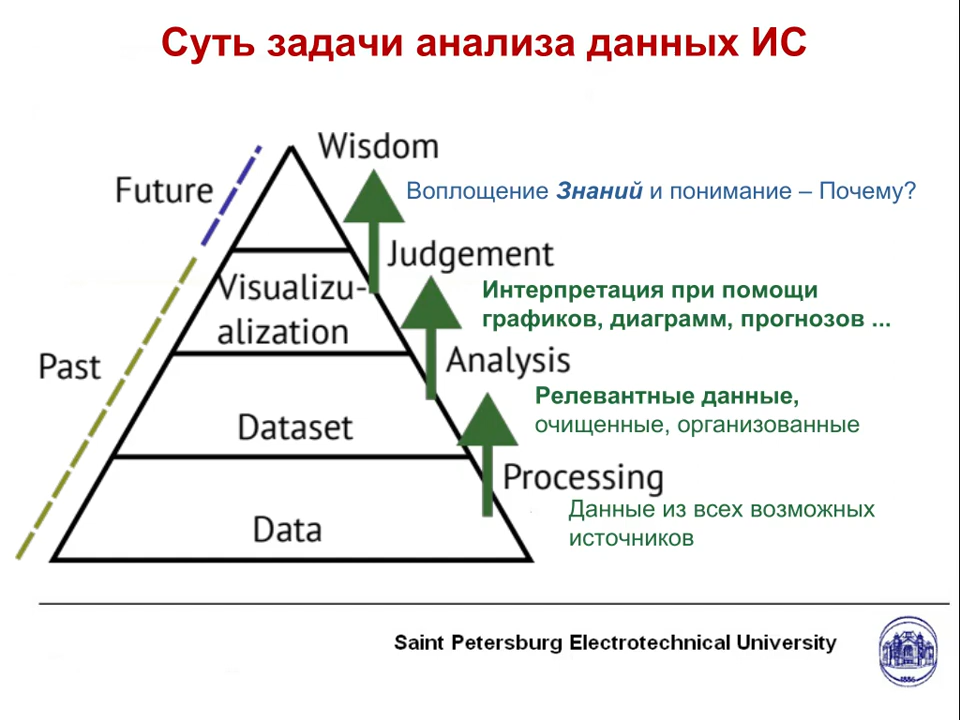 Суть задачи анализа данных ИС
Wisdom
Future
Воплощение Знаний и понимание – Почему?
Judgement
Visualizu-
alization
Интерпретация при помощи
графиков, диаграмм, прогнозов ...
Past
Analysis
Релевантные данные,
очищенные, организованные
Dataset
Processing
Данные из всех возможных
источников
Data
Saint Petersburg Electrotechnical University
1886